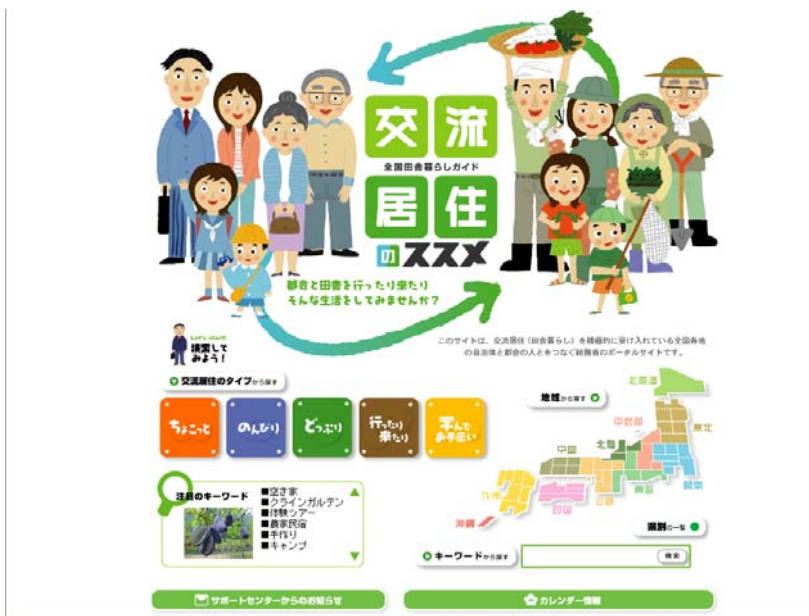 交流
全国田舎暮らしガイド
居住
のススメ
都会と田舎を行ったり来たり
そんな生活をしてみませんか？
Let's start!
検索して
みよう！
このサイトは、交流居住（田舎暮らし）を積極的に受け入れている全国各地
の自治体と都会の人とをつなぐ総務省のポータルサイトです。
交流居住のタイプから探す
ちょこっと
のんびり
どっぷり
行ったり
来たり
学んで
お手伝い
地域から探す
北海道
東北
甲信越
北陸
中国
関東
東海
九州
四国
沖縄
県別の一覧
注目のキーワード
■空き家
■クラインガルテン
■体験ツアー
■農家民宿
■手作り
■キャンプ
キーワードから探す
検索
サポートセンターからのお知らせ
カレンダー情報